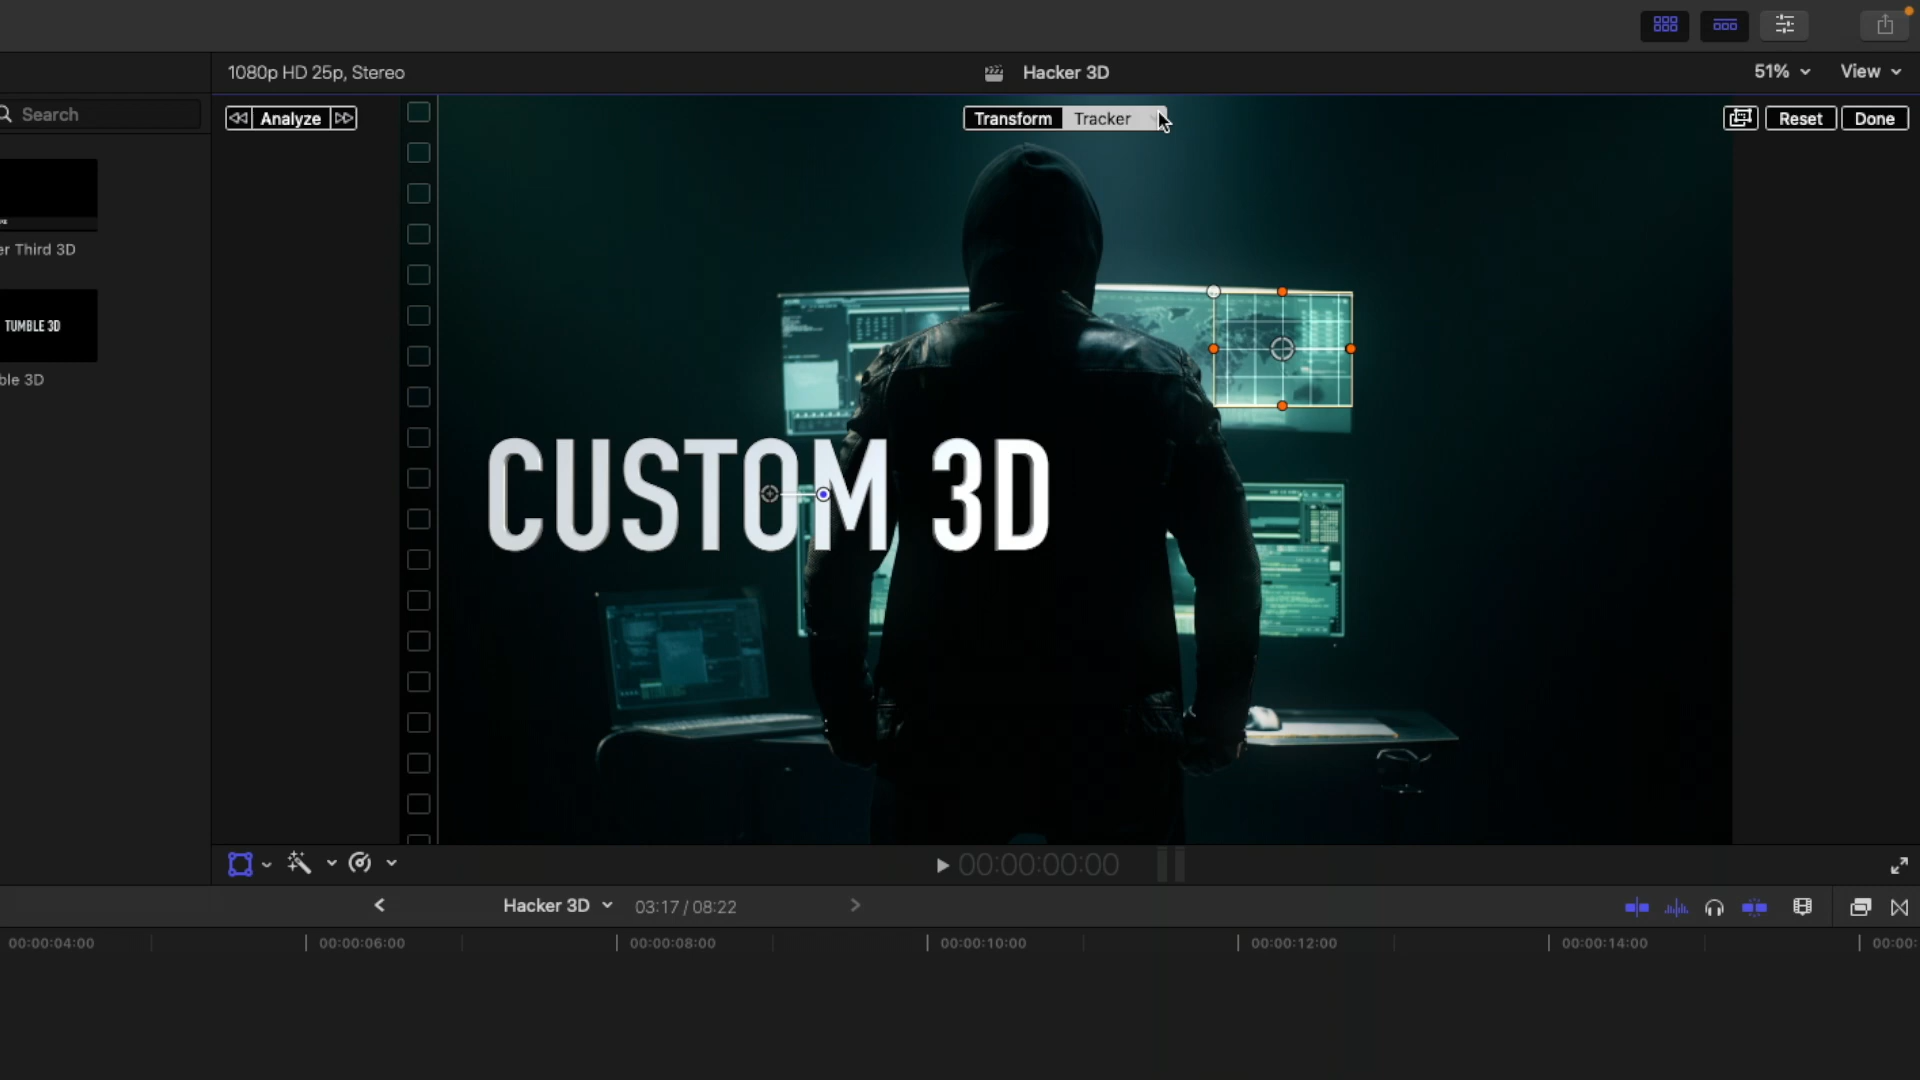 1080p HD 25p, Stereo
Hacker 3D
51%
View
Search
Analyze
Transform
Tracker
Reset
Done
er Third 3D
TUMBLE 3D
ble 3D
CUSTOM 3D
00:00:00:00
Hacker 3D
03:17 / 08:22
00:00:04:00
00:00:06:00
00:00:08:00
00:00:10:00
00:00:12:00
00:00:14:00
00:00: